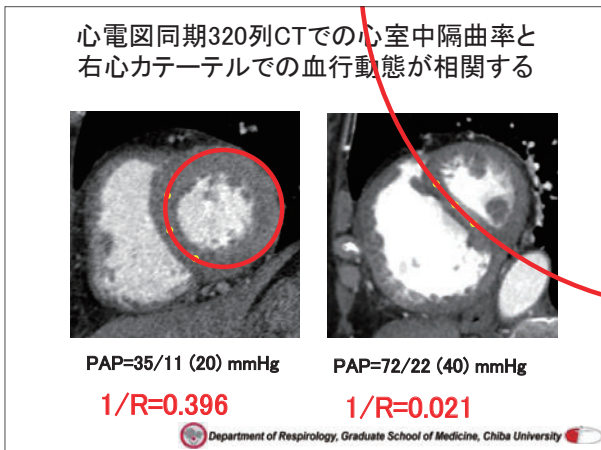 心電図同期320列CTでの心室中隔曲率と
右心カテーテルでの血行動態が相関する
PAP=35/11 (20) mmHg
PAP=72/22 (40) mmHg
1/R=0.396
1/R=0.021
Department of Respirology, Graduate School of Medicine, Chiba University